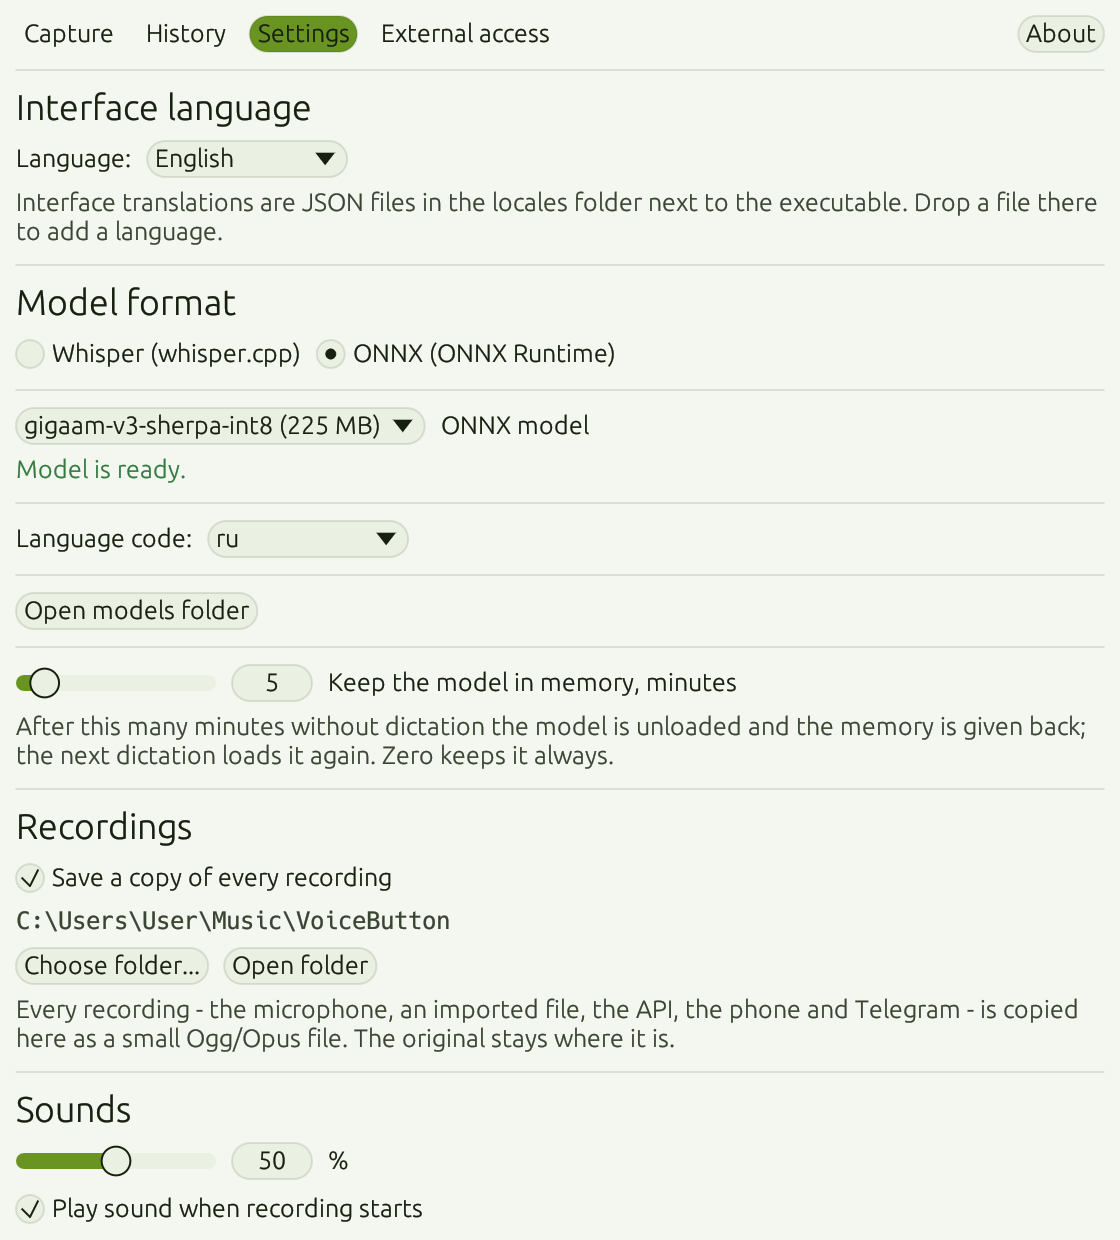 Capture History Settings External access About
Interface language
Language: English
Interface translations are JSON files in the locales folder next to the executable. Drop a file there
to add a language.
Model format
Whisper (whisper.cpp) ONNX (ONNX Runtime)
gigaam-v3-sherpa-int8 (225 MB) ONNX model
Model is ready.
Language code: ru
Open models folder
5 Keep the model in memory, minutes
After this many minutes without dictation the model is unloaded and the memory is given back;
the next dictation loads it again. Zero keeps it always.
Recordings
Save a copy of every recording
C:\Users\User\Music\VoiceButton
Choose folder... Open folder
Every recording - the microphone, an imported file, the API, the phone and Telegram - is copied
here as a small Ogg/Opus file. The original stays where it is.
Sounds
50 %
Play sound when recording starts